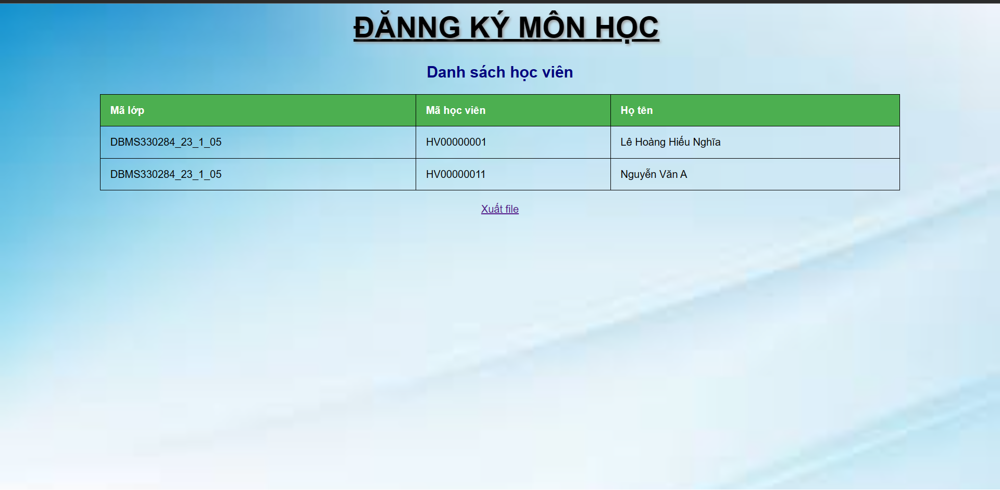 ĐĂNNG KÝ MÔN HỌC
Danh sách học viên
Mã lớp Mã học viên Họ tên
DBMS330284_23_1_05 HV00000001 Lê Hoàng Hiếu Nghĩa
DBMS330284_23_1_05 HV00000011 Nguyễn Văn A
Xuất file